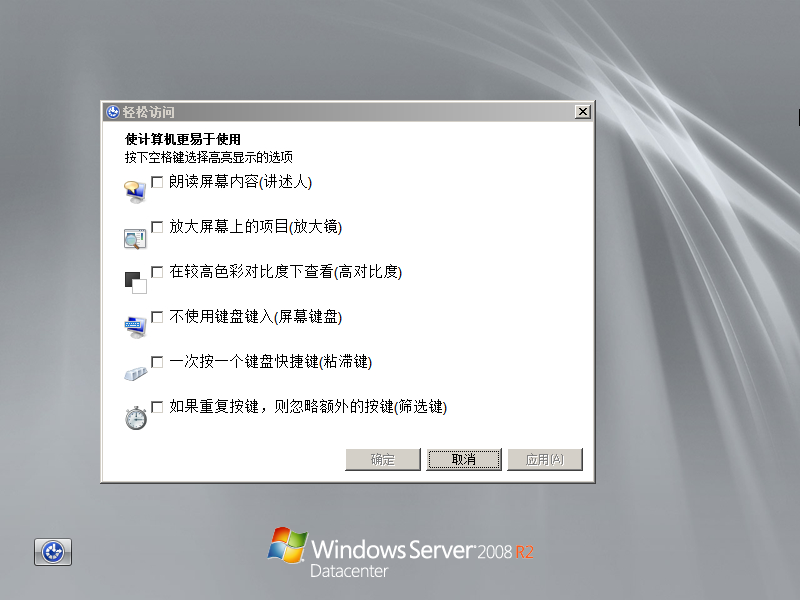 轻松访问
使计算机更易于使用
按下空格键选择高亮显示的选项
朗读屏幕内容(讲述人)
放大屏幕上的项目(放大镜)
在较高色彩对比度下查看(高对比度)
不使用键盘键入(屏幕键盘)
一次按一个键盘快捷键(粘滞键)
如果重复按键，则忽略额外的按键(筛选键)
确定 取消 应用(A)
Windows Server 2008 R2
Datacenter